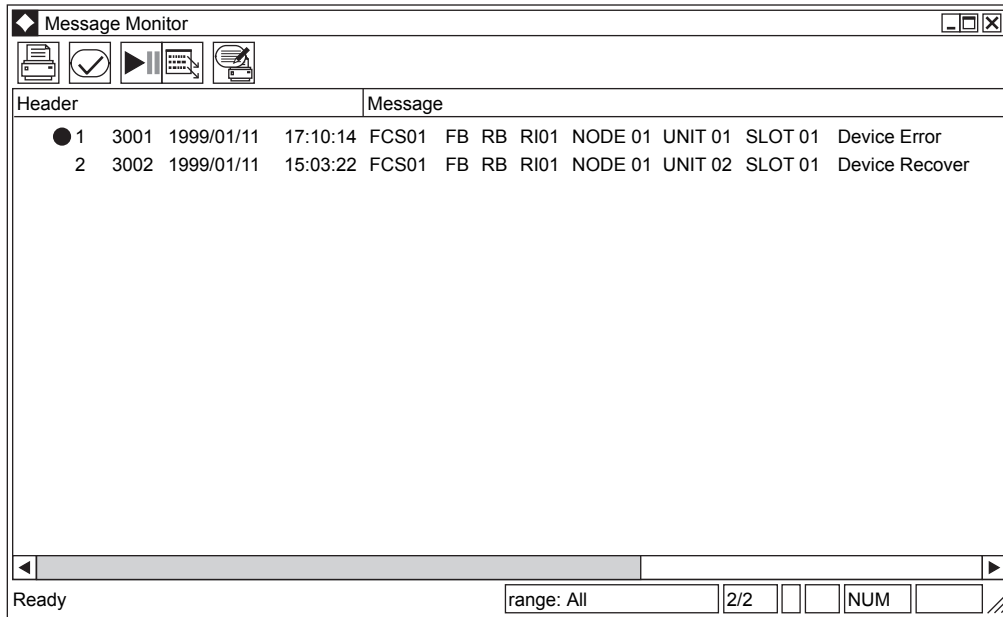 Message Monitor
Header Message
1 3001 1999/01/11 17:10:14 FCS01 FB RB RI01 NODE 01 UNIT 01 SLOT 01 Device Error
2 3002 1999/01/11 15:03:22 FCS01 FB RB RI01 NODE 01 UNIT 02 SLOT 01 Device Recover
Ready range: All 2/2 NUM